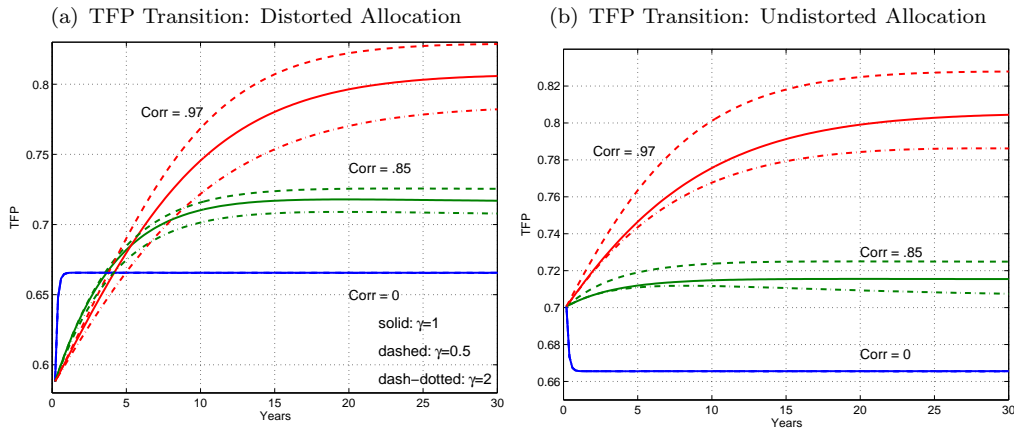 (a) TFP Transition: Distorted Allocation
0.8
0.75
0.7
0.65
0.6
TFP
Corr = .97
Corr = .85
Corr = 0
solid: γ=1
dashed: γ=0.5
dash-dotted: γ=2
0 5 10 15 20 25 30
Years
(b) TFP Transition: Undistorted Allocation
0.82
0.8
0.78
0.76
0.74
0.72
0.7
0.68
0.66
TFP
Corr = .97
Corr = .85
Corr = 0
0 5 10 15 20 25 30
Years